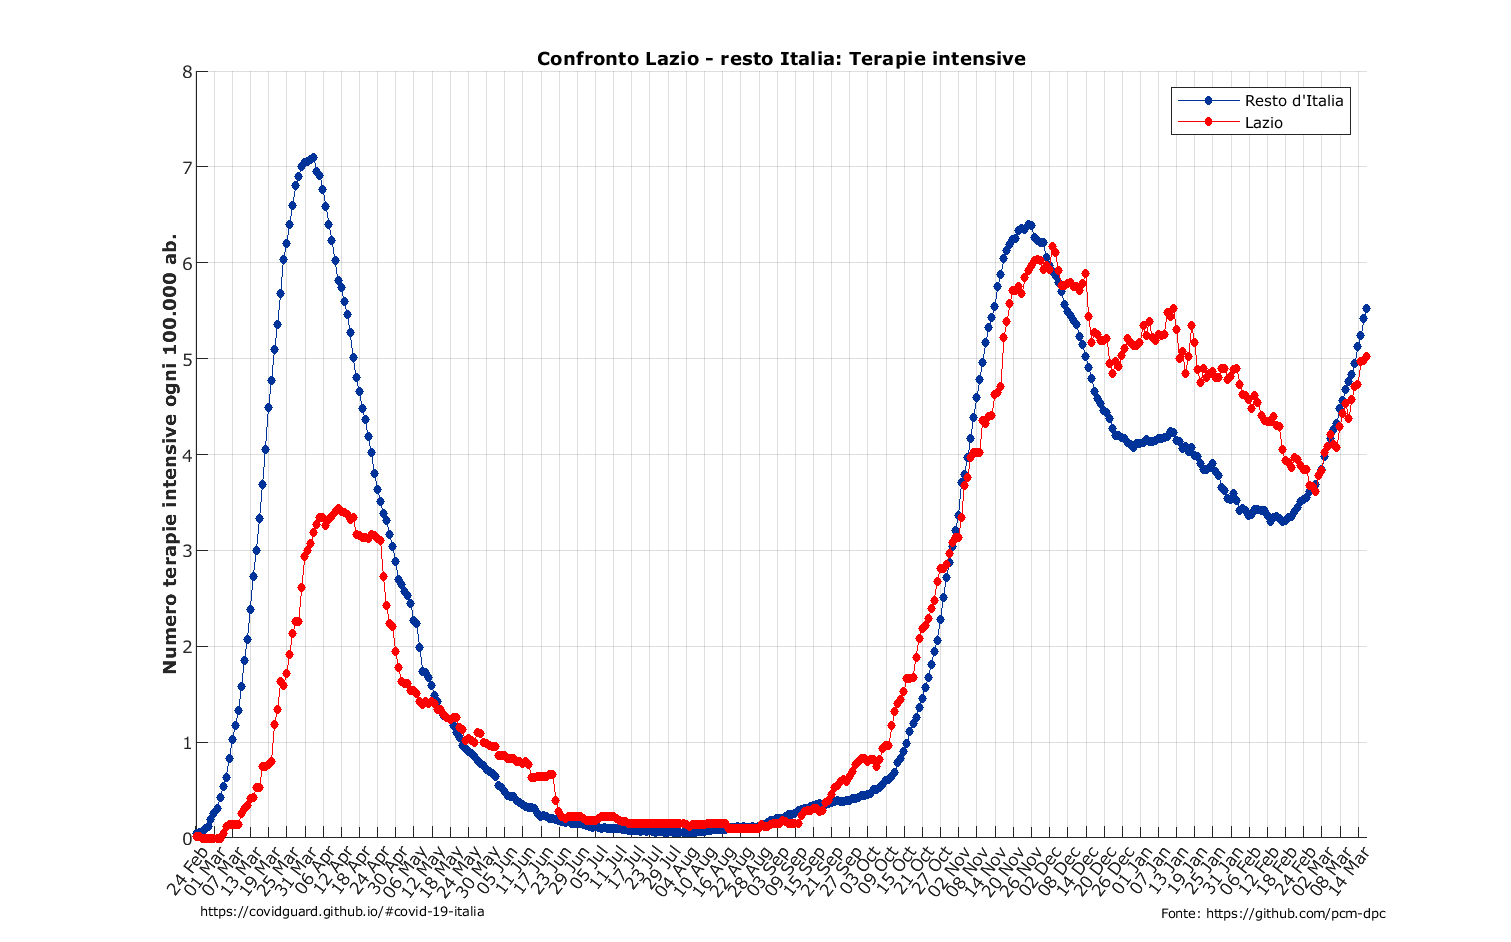 Confronto Lazio - resto Italia: Terapie intensive
Resto d'Italia
Lazio
Numero terapie intensive ogni 100.000 ab.
8
7
6
5
4
3
2
1
0
24 Feb
01 Mar
07 Mar
13 Mar
19 Mar
25 Mar
31 Mar
06 Apr
12 Apr
18 Apr
24 Apr
30 Apr
06 May
12 May
18 May
24 May
30 May
05 Jun
11 Jun
17 Jun
23 Jun
29 Jun
05 Jul
11 Jul
17 Jul
23 Jul
29 Jul
04 Aug
10 Aug
16 Aug
22 Aug
28 Aug
03 Sep
09 Sep
15 Sep
21 Sep
27 Sep
03 Oct
09 Oct
15 Oct
21 Oct
27 Oct
02 Nov
08 Nov
14 Nov
20 Nov
26 Nov
02 Dec
08 Dec
14 Dec
20 Dec
26 Dec
01 Jan
07 Jan
13 Jan
19 Jan
25 Jan
31 Jan
06 Feb
12 Feb
18 Feb
24 Feb
02 Mar
08 Mar
14 Mar
https://covidguard.github.io/#covid-19-italia
Fonte: https://github.com/pcm-dpc